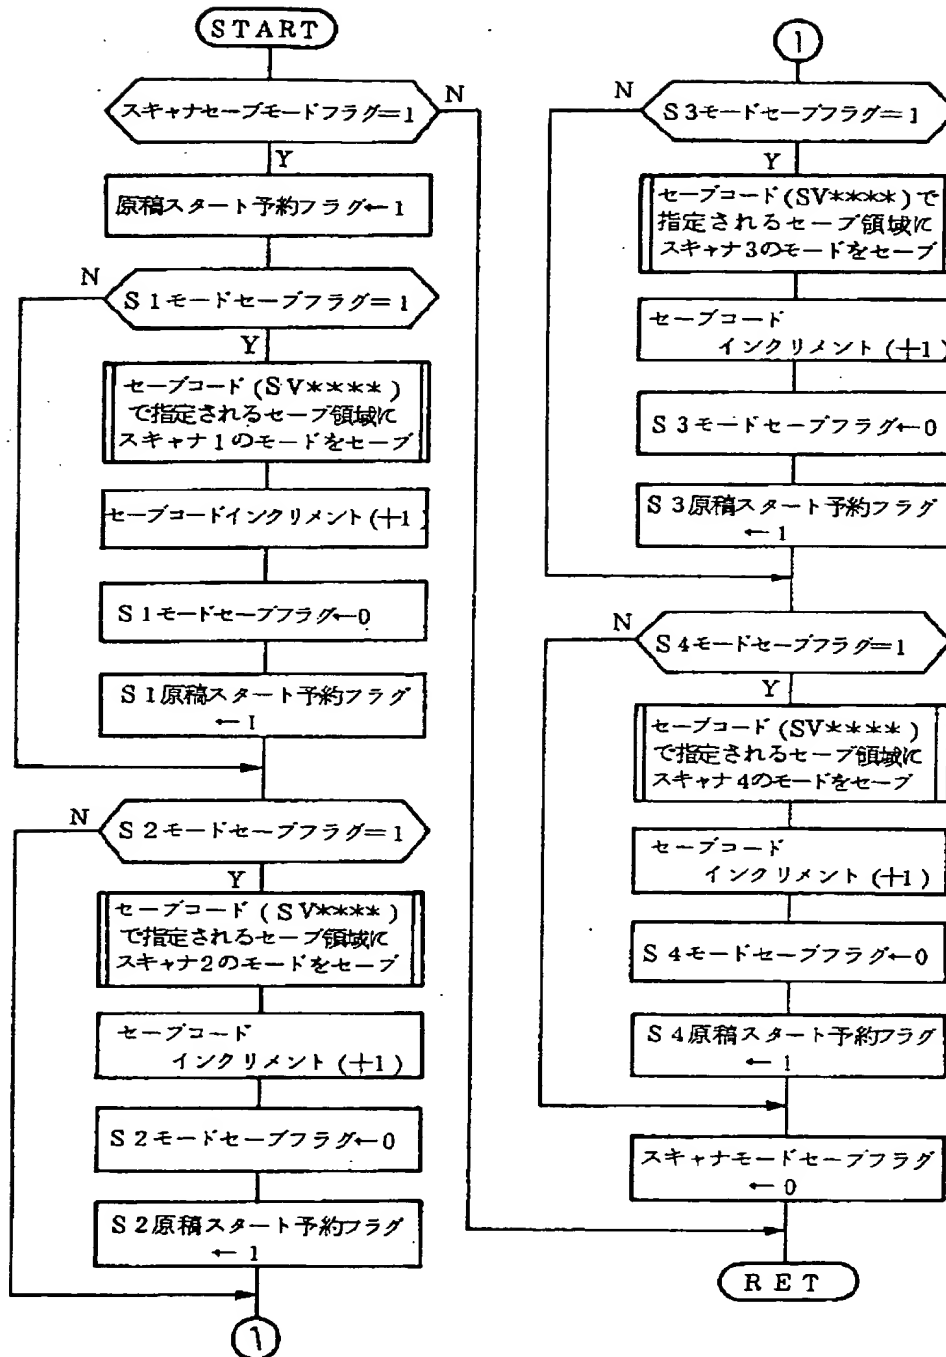 START
スキャナセーブモードフラグ=1
N
Y
原稿スタート予約フラグ←1
N
S1モードセーブフラグ=1
Y
セーブコード(SV****)
で指定されるセーブ領域に
スキャナ1のモードをセーブ
セーブコードインクリメント(+1)
S1モードセーブフラグ←0
S1原稿スタート予約フラグ
←1
N
S2モードセーブフラグ=1
Y
セーブコード(SV****)
で指定されるセーブ領域に
スキャナ2のモードをセーブ
セーブコード
インクリメント(+1)
S2モードセーブフラグ←0
S2原稿スタート予約フラグ
←1
1
1
N
S3モードセーブフラグ=1
Y
セーブコード(SV****)で
指定されるセーブ領域に
スキャナ3のモードをセーブ
セーブコード
インクリメント(+1)
S3モードセーブフラグ←0
S3原稿スタート予約フラグ
←1
N
S4モードセーブフラグ=1
Y
セーブコード(SV****)
で指定されるセーブ領域に
スキャナ4のモードをセーブ
セーブコード
インクリメント(+1)
S4モードセーブフラグ←0
S4原稿スタート予約フラグ
←1
スキャナモードセーブフラグ
←0
RET